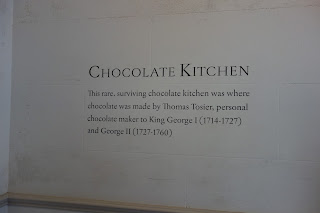 CHOCOLATE KITCHEN
This rare, surviving chocolate kitchen was where
chocolate was made by Thomas Tosier, personal
chocolate maker to King George I (1714-1727)
and George II (1727-1760)